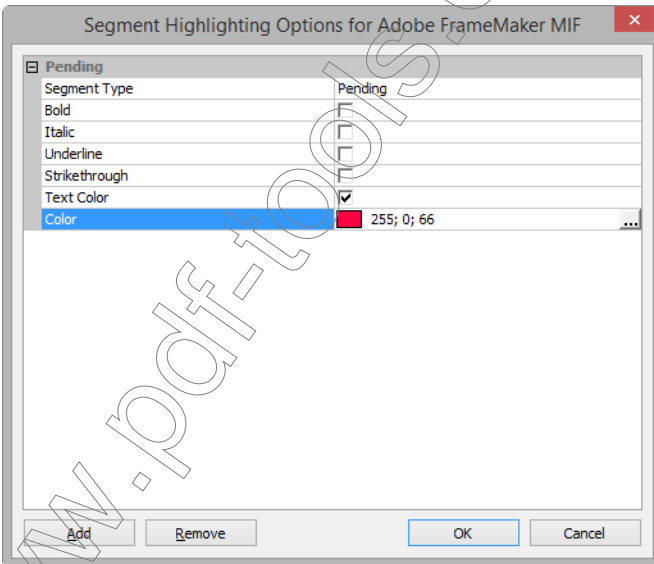 Segment Highlighting Options for Adobe FrameMaker MIF
Pending
Segment Type Pending
Bold
Italic
Underline
Strikethrough
Text Color
Color 255; 0; 66 ...
Add Remove OK Cancel
w.pdf-tools.